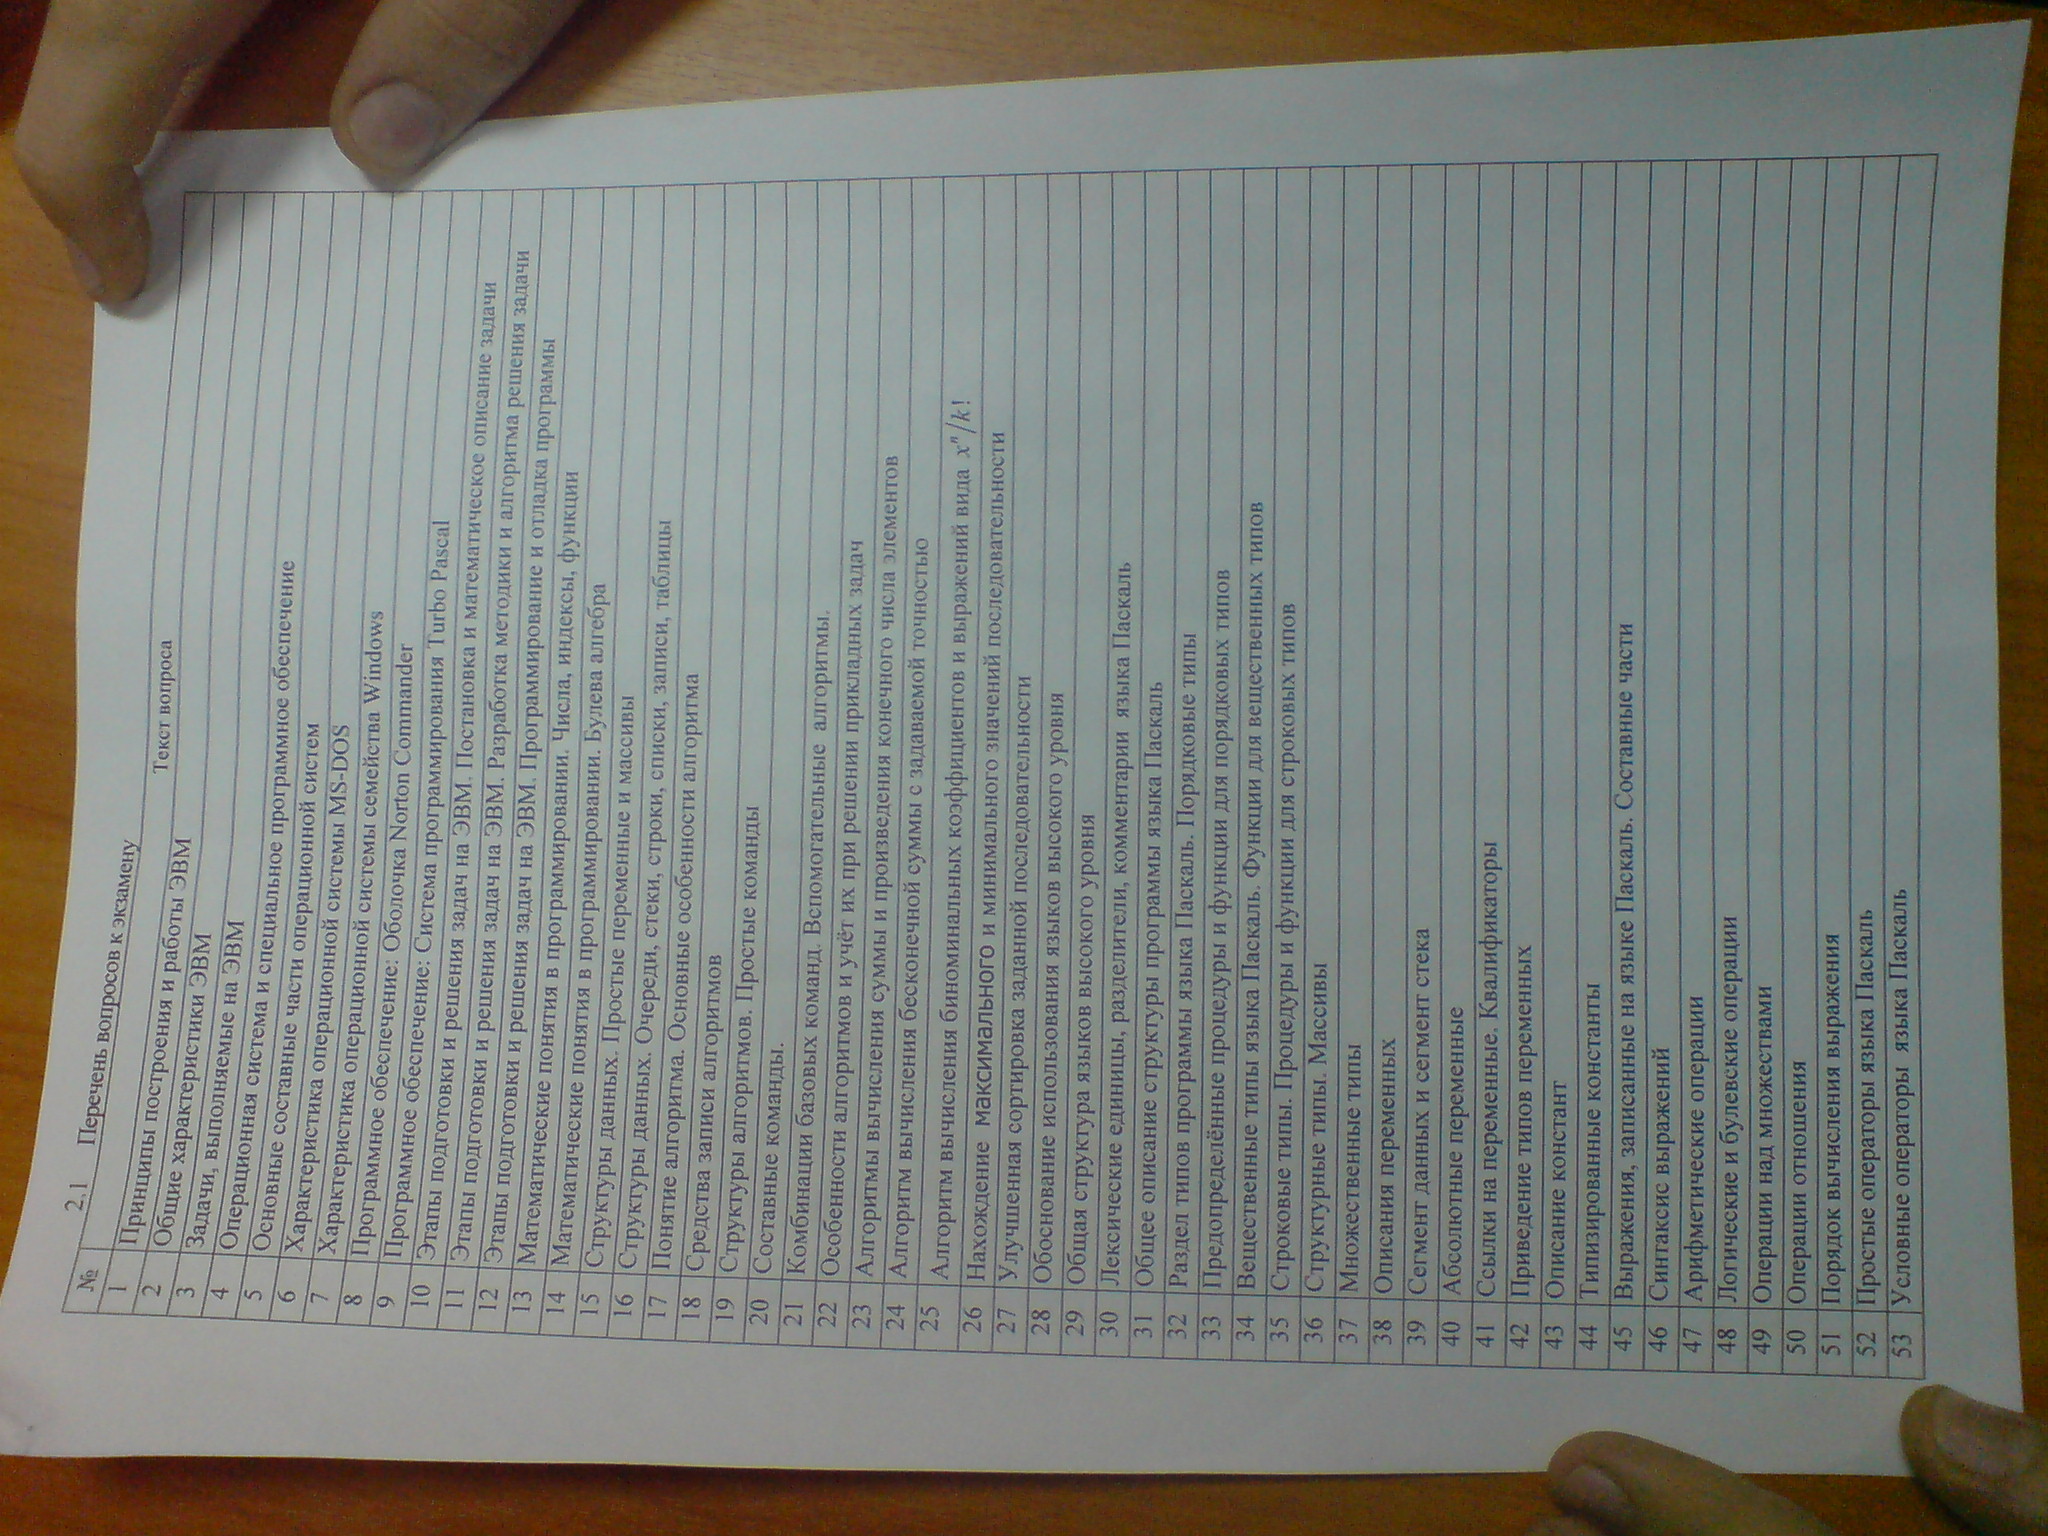 2.1 Перечень вопросов к экзамену
№ Текст вопроса
1 Принципы построения и работы ЭВМ
2 Общие характеристики ЭВМ
3 Задачи, выполняемые на ЭВМ
4 Операционная система и специальное программное обеспечение
5 Основные составные части операционной систем
6 Характеристика операционной системы MS-DOS
7 Характеристика операционной системы семейства Windows
8 Программное обеспечение: Оболочка Norton Commander
9 Программное обеспечение: Система программирования Turbo Pascal
10 Этапы подготовки и решения задач на ЭВМ. Постановка и математическое описание задачи
11 Этапы подготовки и решения задач на ЭВМ. Разработка методики и алгоритма решения задачи
12 Этапы подготовки и решения задач на ЭВМ. Программирование и отладка программы
13 Математические понятия в программировании. Числа, индексы, функции
14 Математические понятия в программировании. Булева алгебра
15 Структуры данных. Простые переменные и массивы
16 Структуры данных. Очереди, стеки, строки, списки, записи, таблицы
17 Понятие алгоритма. Основные особенности алгоритма
18 Средства записи алгоритмов
19 Структуры алгоритмов. Простые команды
20 Составные команды.
21 Комбинации базовых команд. Вспомогательные алгоритмы.
22 Особенности алгоритмов и учёт их при решении прикладных задач
23 Алгоритмы вычисления суммы и произведения конечного числа элементов
24 Алгоритм вычисления бесконечной суммы с задаваемой точностью
25 Алгоритм вычисления биноминальных коэффициентов и выражений вида xⁿ/k!
26 Нахождение максимального и минимального значений последовательности
27 Улучшенная сортировка заданной последовательности
28 Обоснование использования языков высокого уровня
29 Общая структура языков высокого уровня
30 Лексические единицы, разделители, комментарии языка Паскаль
31 Общее описание структуры программы языка Паскаль
32 Раздел типов программы языка Паскаль. Порядковые типы
33 Предопределённые процедуры и функции для порядковых типов
34 Вещественные типы языка Паскаль. Функции для вещественных типов
35 Строковые типы. Процедуры и функции для строковых типов
36 Структурные типы. Массивы
37 Множественные типы
38 Описания переменных
39 Сегмент данных и сегмент стека
40 Абсолютные переменные
41 Ссылки на переменные. Квалификаторы
42 Приведение типов переменных
43 Описание констант
44 Типизированные константы
45 Выражения, записанные на языке Паскаль. Составные части
46 Синтаксис выражений
47 Арифметические операции
48 Логические и булевские операции
49 Операции над множествами
50 Операции отношения
51 Порядок вычисления выражения
52 Простые операторы языка Паскаль
53 Условные операторы языка Паскаль